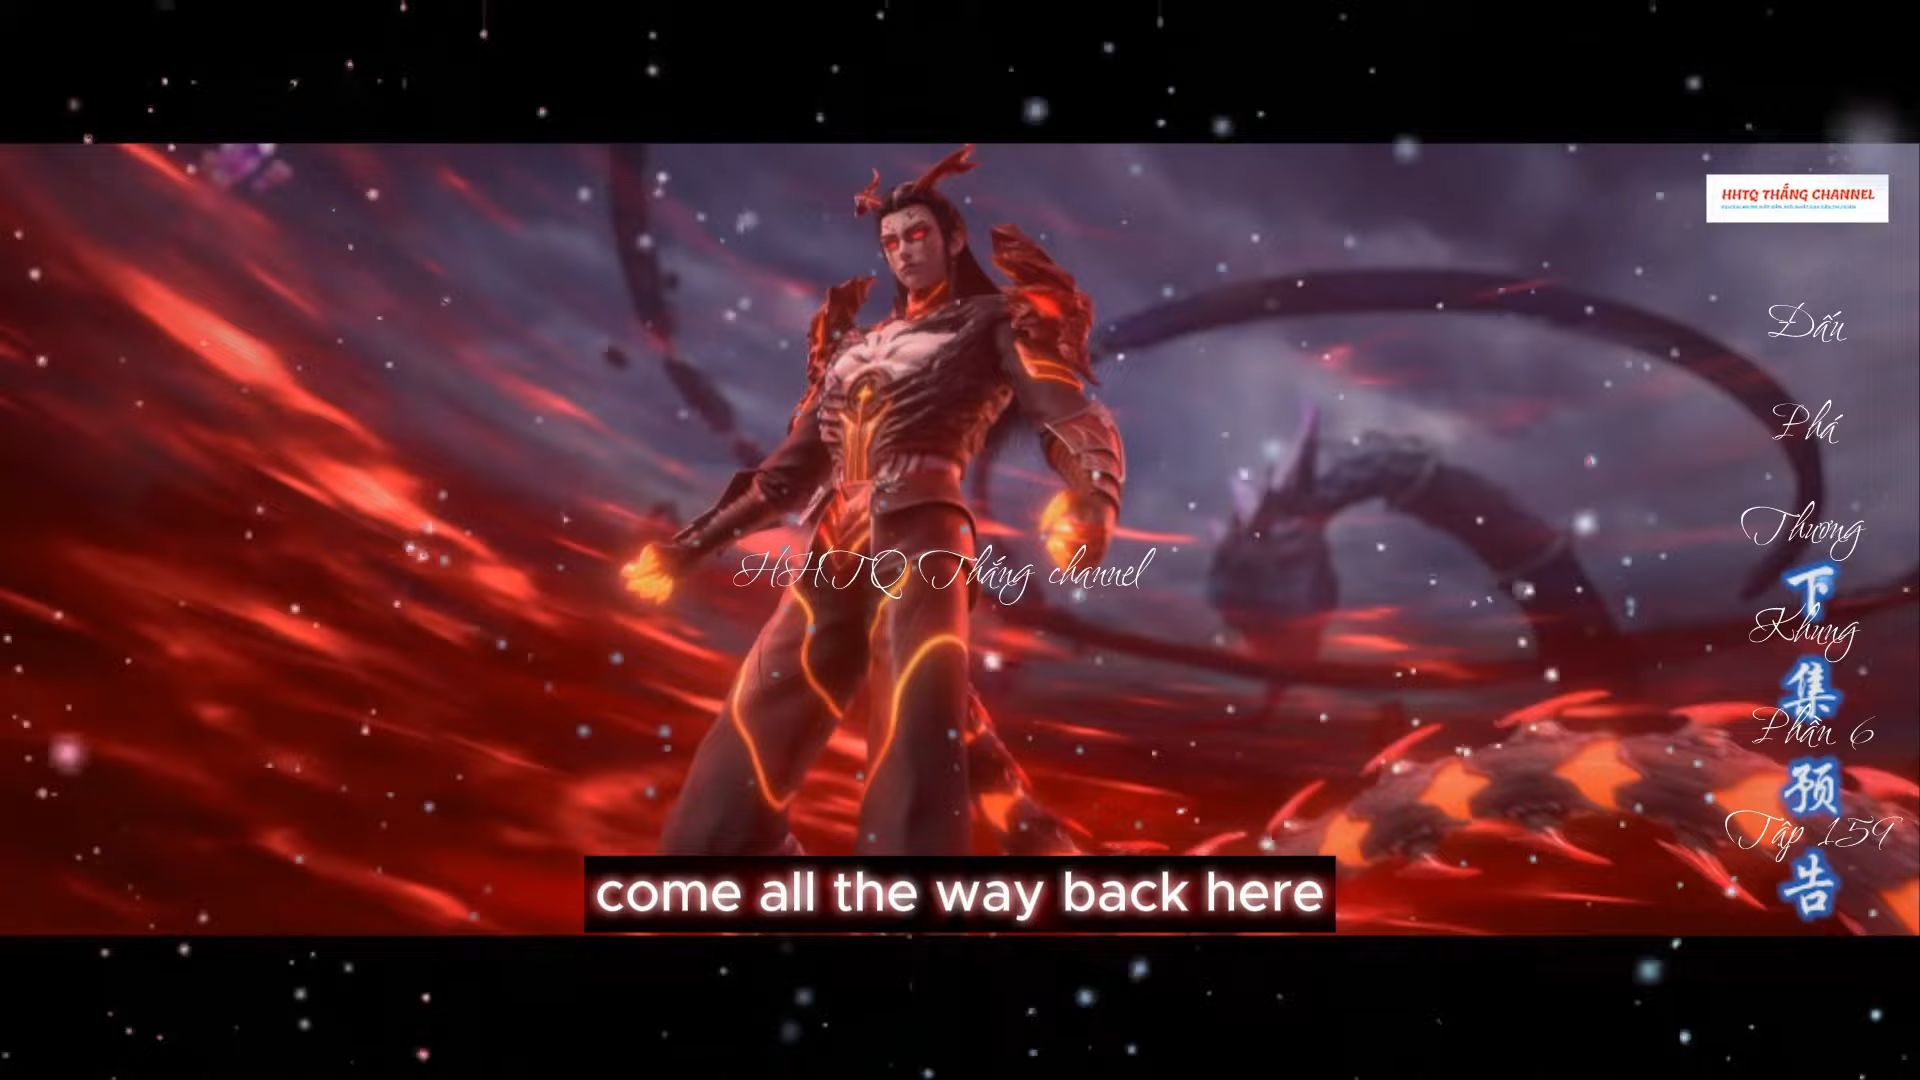 HHTQ THẮNG CHANNEL
Đấu
Phá
Thương
Khung
Phần 6
Tập 159
下集预告
HHTQ Thắng channel
come all the way back here